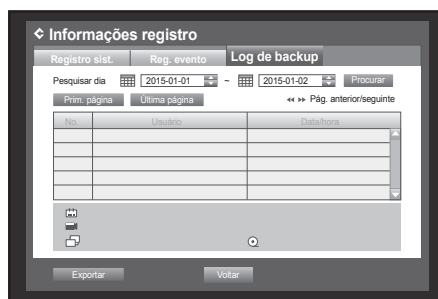 Informações registro
Registro sist. Reg. evento Log de backup
Pesquisar dia 2015-01-01 ~ 2015-01-02 Procurar
Prim. página Última página Pág. anterior/seguinte
No. Usuário Data/hora
Exportar Voltar